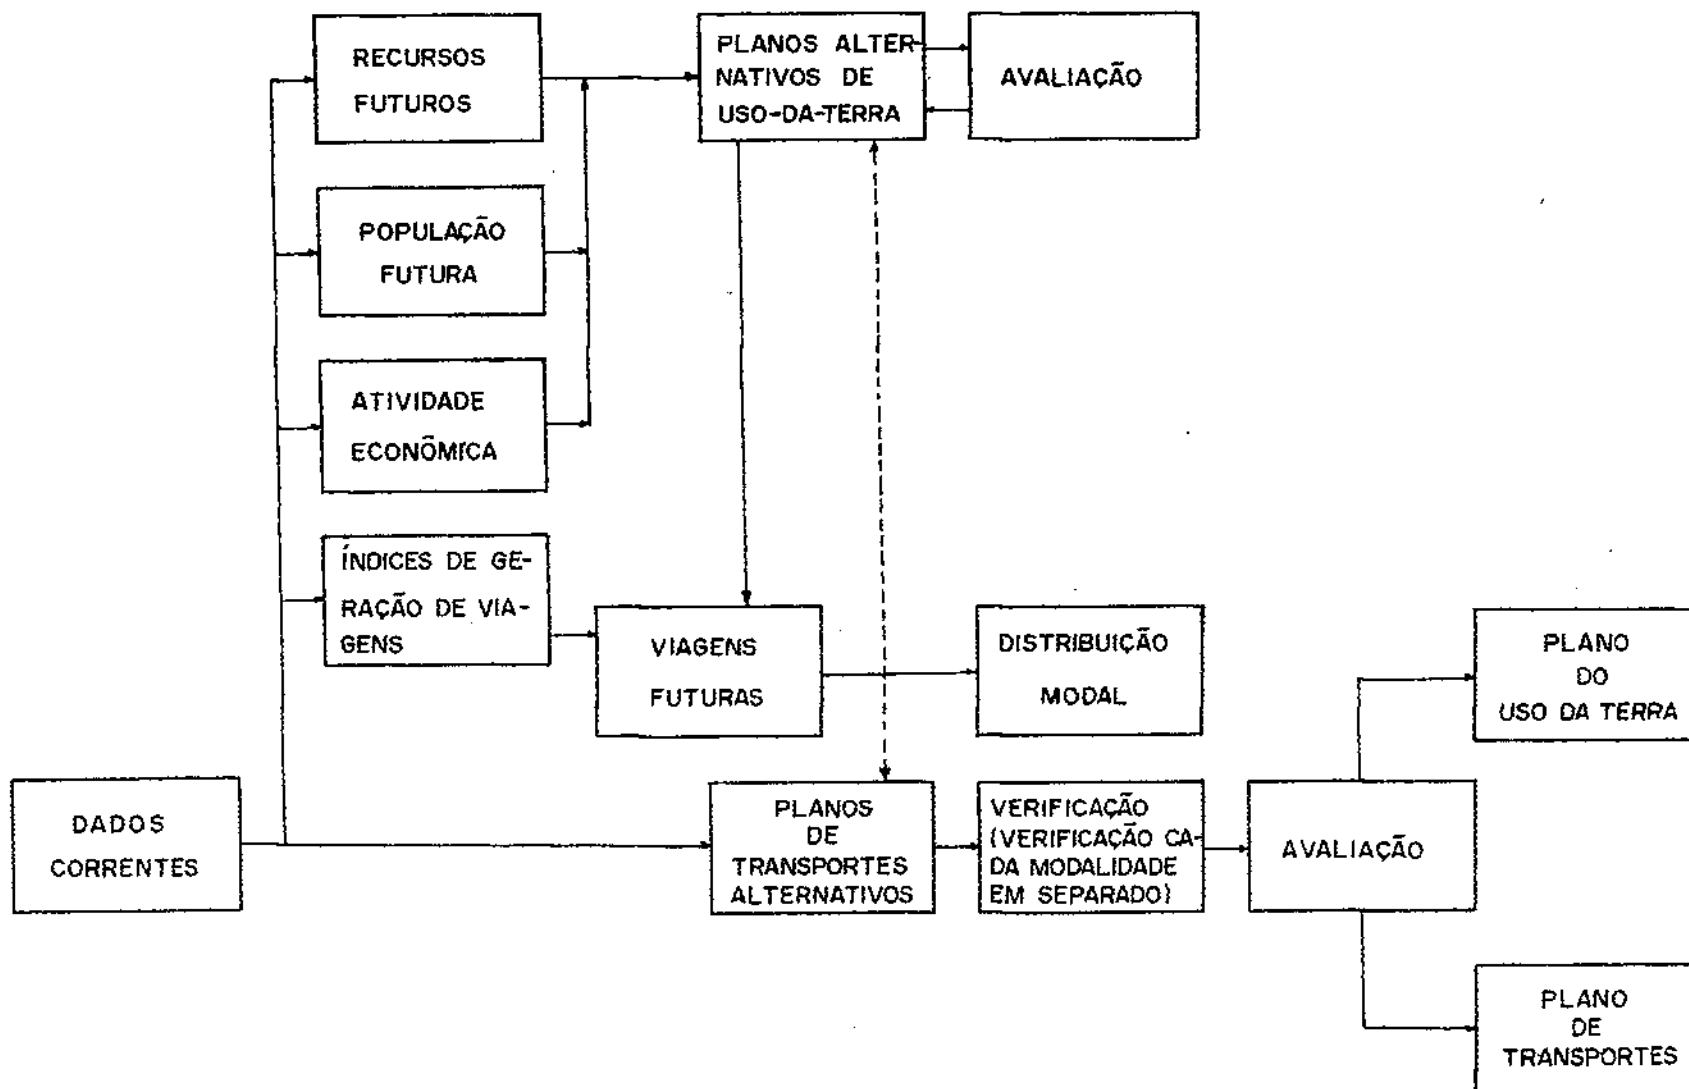 RECURSOS
FUTUROS
PLANOS ALTER-
NATIVOS DE
USO-DA-TERRA
AVALIAÇÃO
POPULAÇÃO
FUTURA
ATIVIDADE
ECONÔMICA
ÍNDICES DE GE-
RAÇÃO DE VIA-
GENS
VIAGENS
FUTURAS
DISTRIBUIÇÃO
MODAL
PLANO
DO
USO DA TERRA
DADOS
CORRENTES
PLANOS
DE
TRANSPORTES
ALTERNATIVOS
VERIFICAÇÃO
(VERIFICAÇÃO CA-
DA MODALIDADE
EM SEPARADO)
AVALIAÇÃO
PLANO
DE
TRANSPORTES